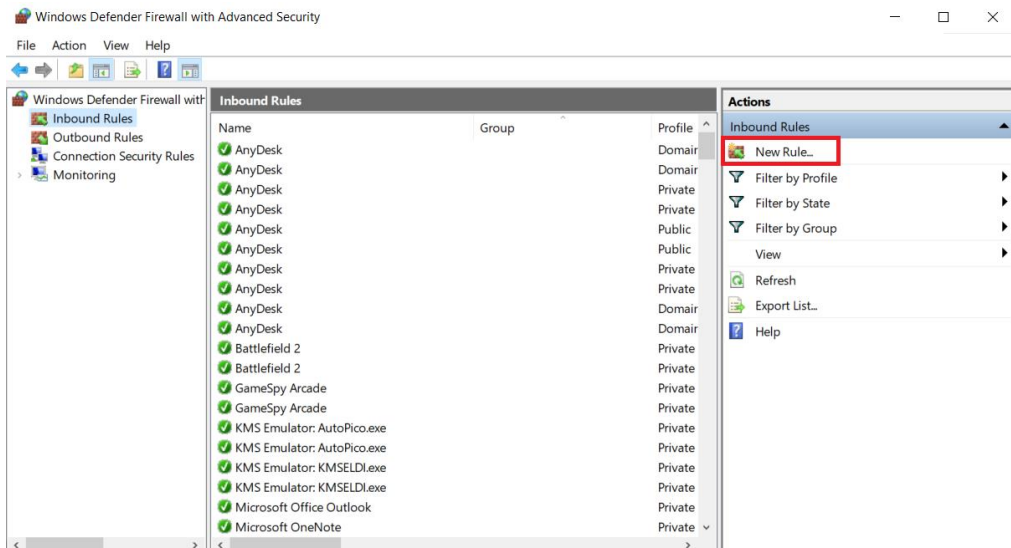 Windows Defender Firewall with Advanced Security
File Action View Help
Windows Defender Firewall with
Inbound Rules
Outbound Rules
Connection Security Rules
Monitoring
Inbound Rules
Name Group Profile
AnyDesk Domain
AnyDesk Domain
AnyDesk Private
AnyDesk Private
AnyDesk Public
AnyDesk Public
AnyDesk Private
AnyDesk Private
AnyDesk Domain
AnyDesk Domain
Battlefield 2 Private
Battlefield 2 Private
GameSpy Arcade Private
GameSpy Arcade Private
KMS Emulator: AutoPico.exe Private
KMS Emulator: AutoPico.exe Private
KMS Emulator: KMSELDI.exe Private
KMS Emulator: KMSELDI.exe Private
Microsoft Office Outlook Private
Microsoft OneNote Private
Actions
Inbound Rules
New Rule...
Filter by Profile
Filter by State
Filter by Group
View
Refresh
Export List...
Help